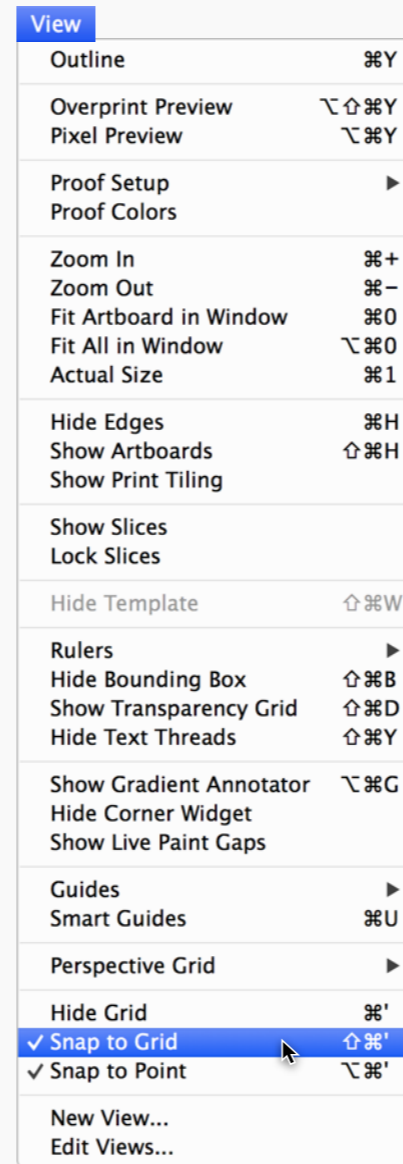 View
Outline ⌘Y
Overprint Preview ⌥⇧⌘Y
Pixel Preview ⌥⌘Y
Proof Setup ▶
Proof Colors
Zoom In ⌘+
Zoom Out ⌘−
Fit Artboard in Window ⌘0
Fit All in Window ⌥⌘0
Actual Size ⌘1
Hide Edges ⌘H
Show Artboards ⇧⌘H
Show Print Tiling
Show Slices
Lock Slices
Hide Template ⇧⌘W
Rulers ▶
Hide Bounding Box ⇧⌘B
Show Transparency Grid ⇧⌘D
Hide Text Threads ⇧⌘Y
Show Gradient Annotator ⌥⌘G
Hide Corner Widget
Show Live Paint Gaps
Guides ▶
Smart Guides ⌘U
Perspective Grid ▶
Hide Grid ⌘'
✓ Snap to Grid ⇧⌘'
✓ Snap to Point ⌥⌘'
New View...
Edit Views...